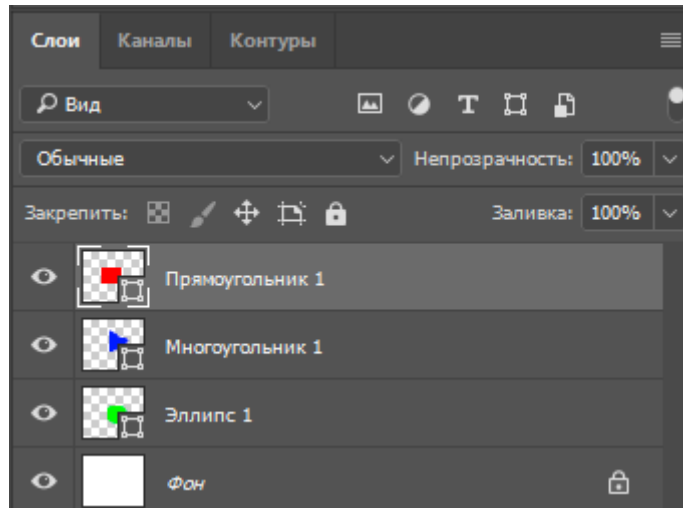 Слои Каналы Контуры
Вид
Обычные Непрозрачность: 100%
Закрепить: Заливка: 100%
Прямоугольник 1
Многоугольник 1
Эллипс 1
Фон